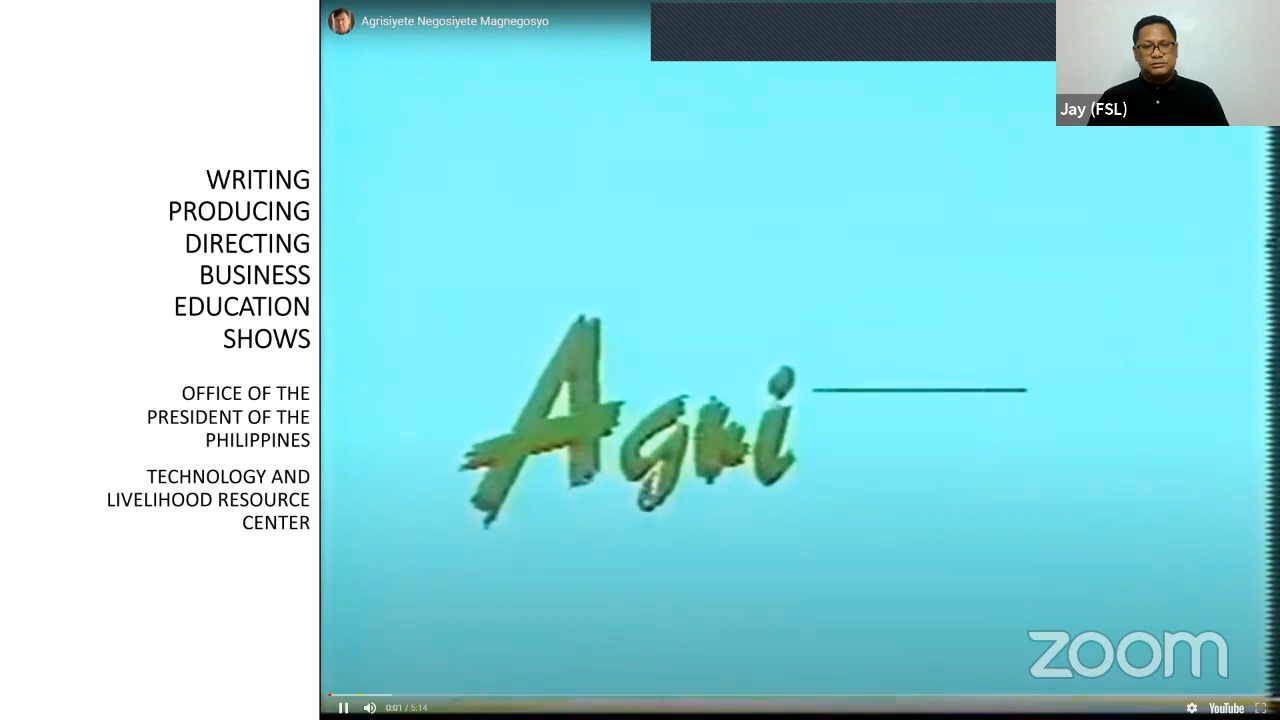 Agrisiyete Negosiyete Magnegosyo
Jay (FSL)
WRITING
PRODUCING
DIRECTING
BUSINESS
EDUCATION
SHOWS
OFFICE OF THE
PRESIDENT OF THE
PHILIPPINES
TECHNOLOGY AND
LIVELIHOOD RESOURCE
CENTER
Agri
zoom
0:01 / 5:14
YouTube